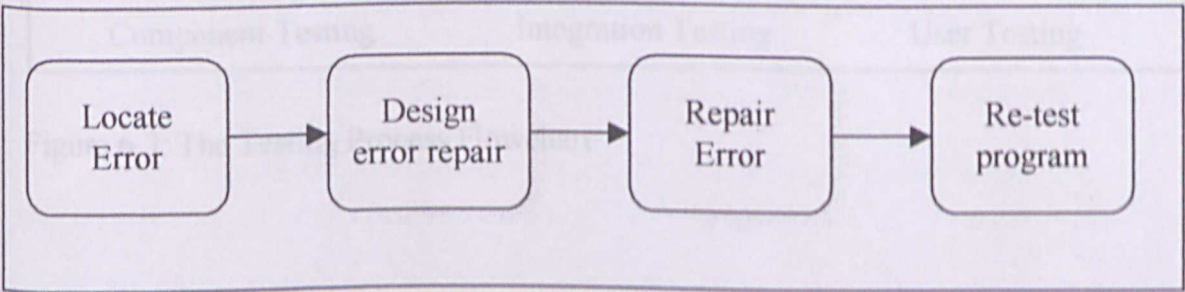 Component Testing
Integration Testing
User Testing
Locate
Error
Design
error repair
Repair
Error
Re-test
program